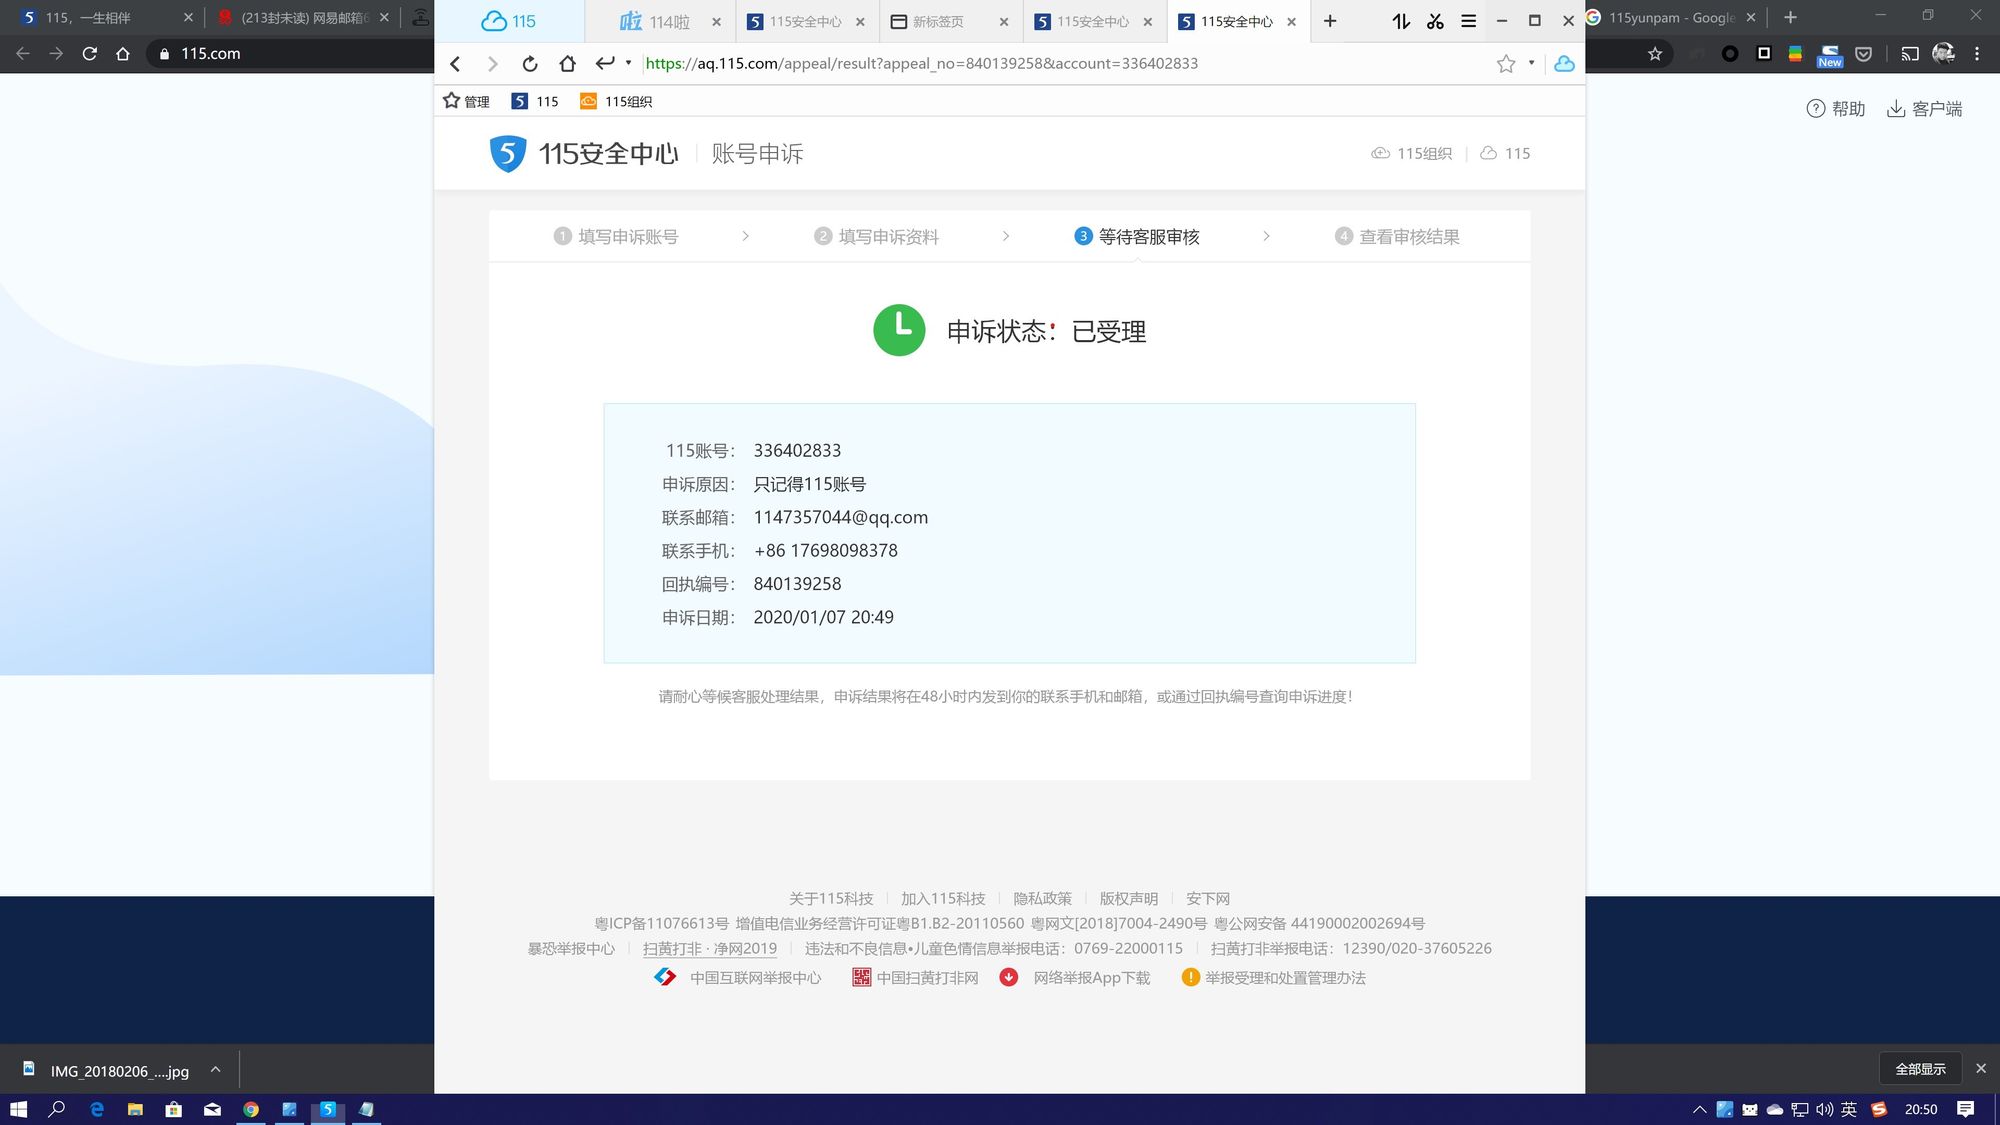 115，一生相伴
(213封未读) 网易邮箱6
115
114啦
115安全中心
新标签页
115安全中心
115安全中心
115yunpam - Google
115.com
https://aq.115.com/appeal/result?appeal_no=840139258&account=336402833
New
管理
115
115组织
帮助
客户端
115安全中心
账号申诉
115组织
115
1 填写申诉账号
2 填写申诉资料
3 等待客服审核
4 查看审核结果
申诉状态：已受理
115账号： 336402833
申诉原因： 只记得115账号
联系邮箱： 1147357044@qq.com
联系手机： +86 17698098378
回执编号： 840139258
申诉日期： 2020/01/07 20:49
请耐心等候客服处理结果，申诉结果将在48小时内发到你的联系手机和邮箱，或通过回执编号查询申诉进度！
关于115科技 加入115科技 隐私政策 版权声明 安下网
粤ICP备11076613号 增值电信业务经营许可证粤B1.B2-20110560 粤网文[2018]7004-2490号 粤公网安备 44190002002694号
暴恐举报中心 扫黄打非 · 净网2019 违法和不良信息•儿童色情信息举报电话：0769-22000115 扫黄打非举报电话：12390/020-37605226
中国互联网举报中心 中国扫黄打非网 网络举报App下载 举报受理和处置管理办法
IMG_20180206_....jpg
全部显示
英
20:50